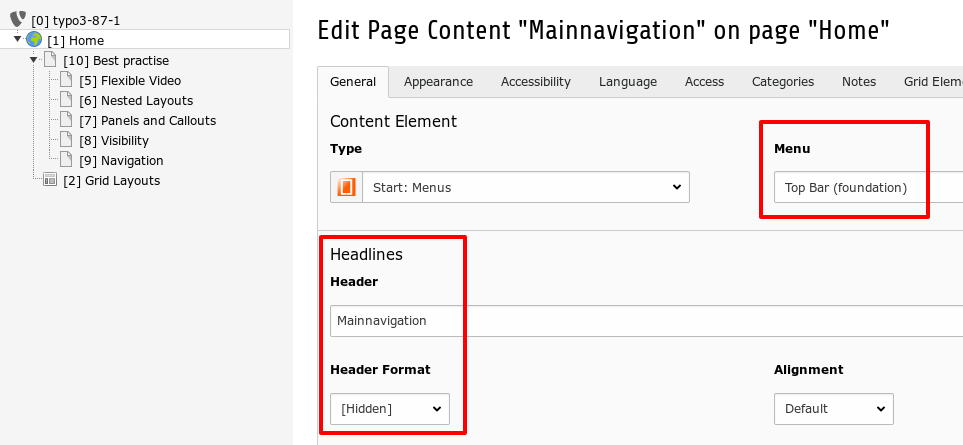 [0] typo3-87-1
[1] Home
[10] Best practise
[5] Flexible Video
[6] Nested Layouts
[7] Panels and Callouts
[8] Visibility
[9] Navigation
[2] Grid Layouts
Edit Page Content "Mainnavigation" on page "Home"
General Appearance Accessibility Language Access Categories Notes Grid Elem
Content Element
Type Menu
Start: Menus Top Bar (foundation)
Headlines
Header
Mainnavigation
Header Format Alignment
[Hidden] Default